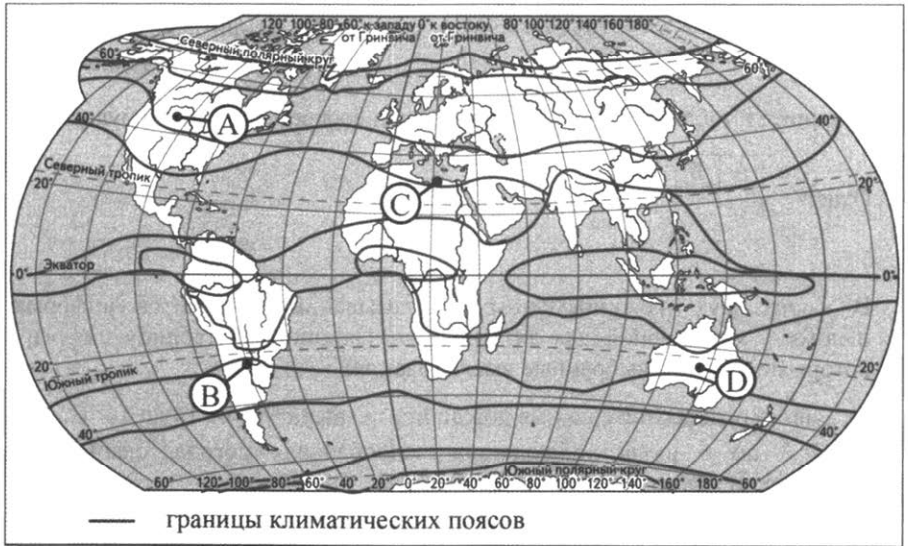 120° 100° 80° 60° к западу 0° к востоку 80° 100° 120° 140° 160° 180°
от Гринвича от Гринвича
Северный полярный круг
60° 60°
40° 40°
A
Северный тропик
20° 20°
C
Экватор
0° 0°
20° 20°
Южный тропик
B D
40° 40°
Южный полярный круг
60° 120° 100° 80° 60° 40° 20° 0° 20° 40° 60° 80° 100° 120° 140° 160° 180° 60°
границы климатических поясов